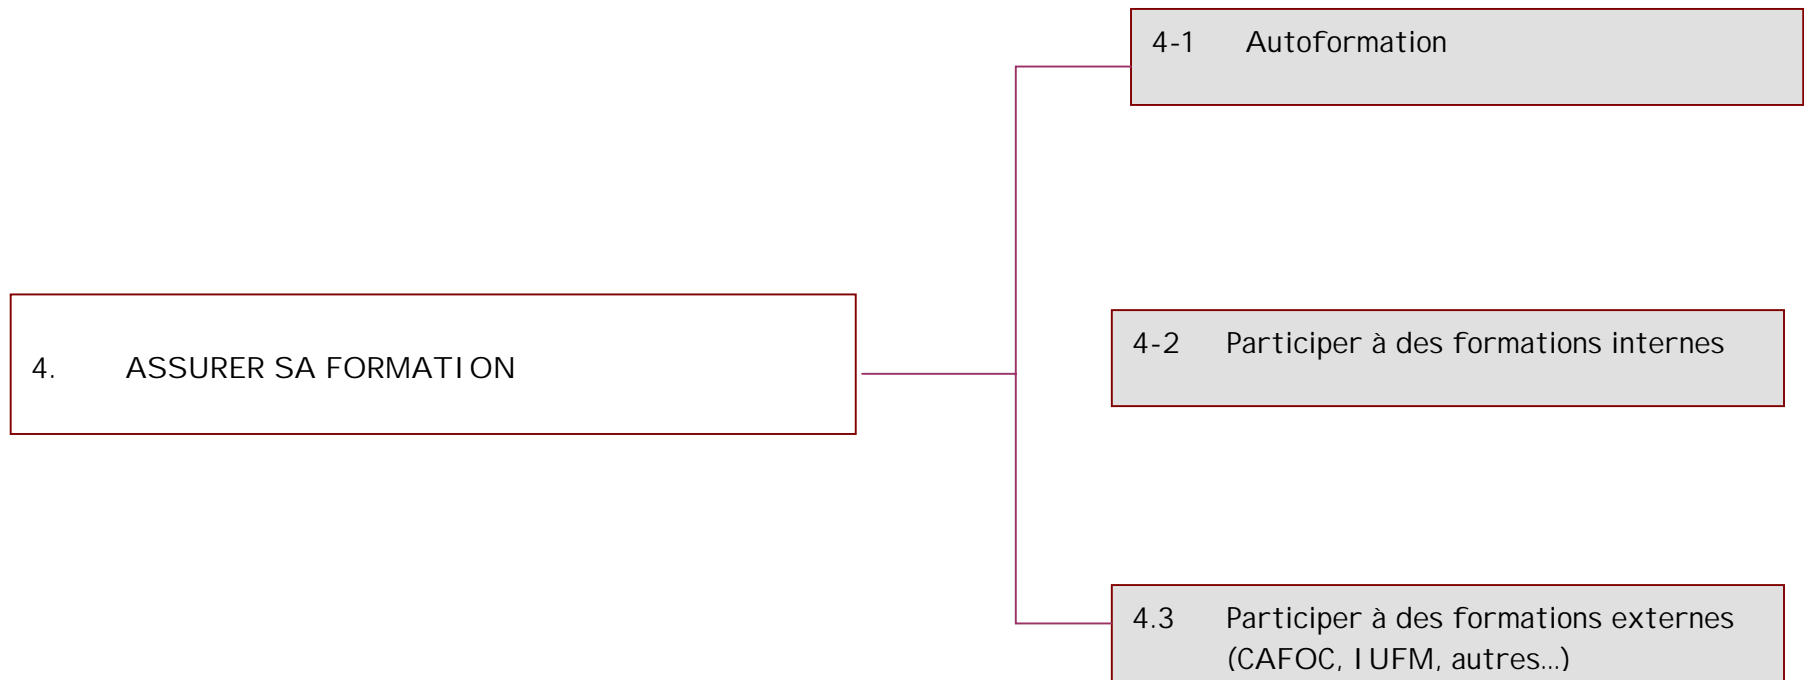 4-1 Autoformation
4. ASSURER SA FORMATION
4-2 Participer à des formations internes
4.3 Participer à des formations externes
(CAFOC, IUFM, autres...)